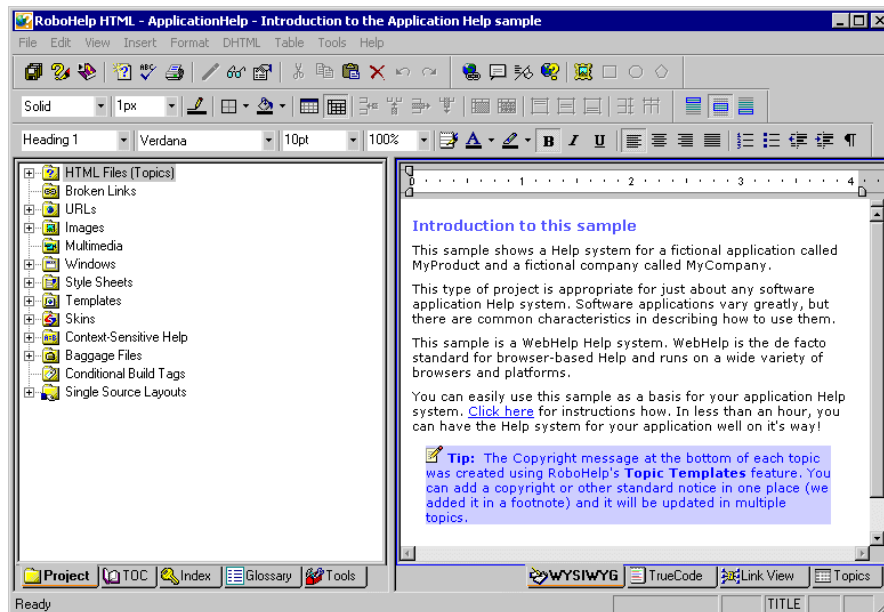 RoboHelp HTML - ApplicationHelp - Introduction to the Application Help sample
File Edit View Insert Format DHTML Table Tools Help
ABC
Solid 1px
Heading 1 Verdana 10pt 100% A B I U ¶
HTML Files (Topics)
Broken Links
URLs
Images
Multimedia
Windows
Style Sheets
Templates
Skins
Context-Sensitive Help
Baggage Files
Conditional Build Tags
Single Source Layouts
0 1 2 3 4
Introduction to this sample
This sample shows a Help system for a fictional application called
MyProduct and a fictional company called MyCompany.
This type of project is appropriate for just about any software
application Help system. Software applications vary greatly, but
there are common characteristics in describing how to use them.
This sample is a WebHelp Help system. WebHelp is the de facto
standard for browser-based Help and runs on a wide variety of
browsers and platforms.
You can easily use this sample as a basis for your application Help
system. Click here for instructions how. In less than an hour, you
can have the Help system for your application well on it's way!
Tip: The Copyright message at the bottom of each topic
was created using RoboHelp's Topic Templates feature. You
can add a copyright or other standard notice in one place (we
added it in a footnote) and it will be updated in multiple
topics.
Project TOC Index Glossary Tools
WYSIWYG TrueCode Link View Topics
Ready TITLE